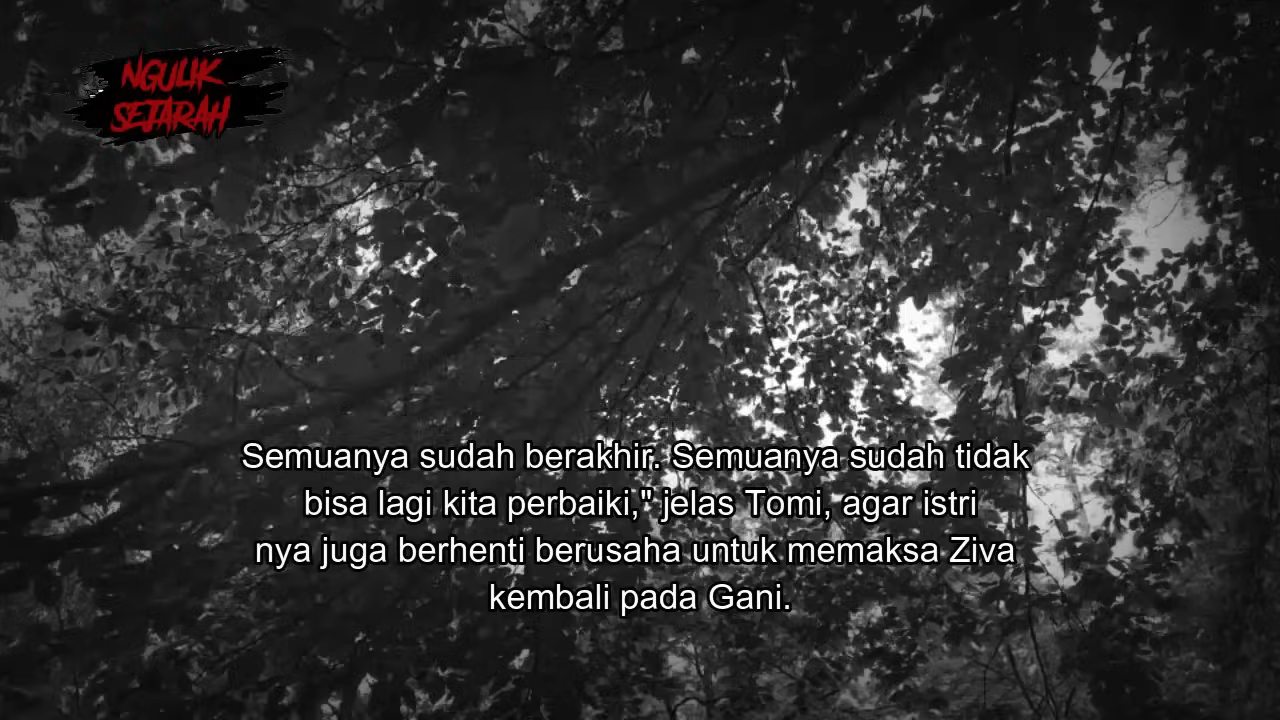 NGULIK
SEJARAH
Semuanya sudah berakhir. Semuanya sudah tidak
bisa lagi kita perbaiki," jelas Tomi, agar istri
nya juga berhenti berusaha untuk memaksa Ziva
kembali pada Gani.